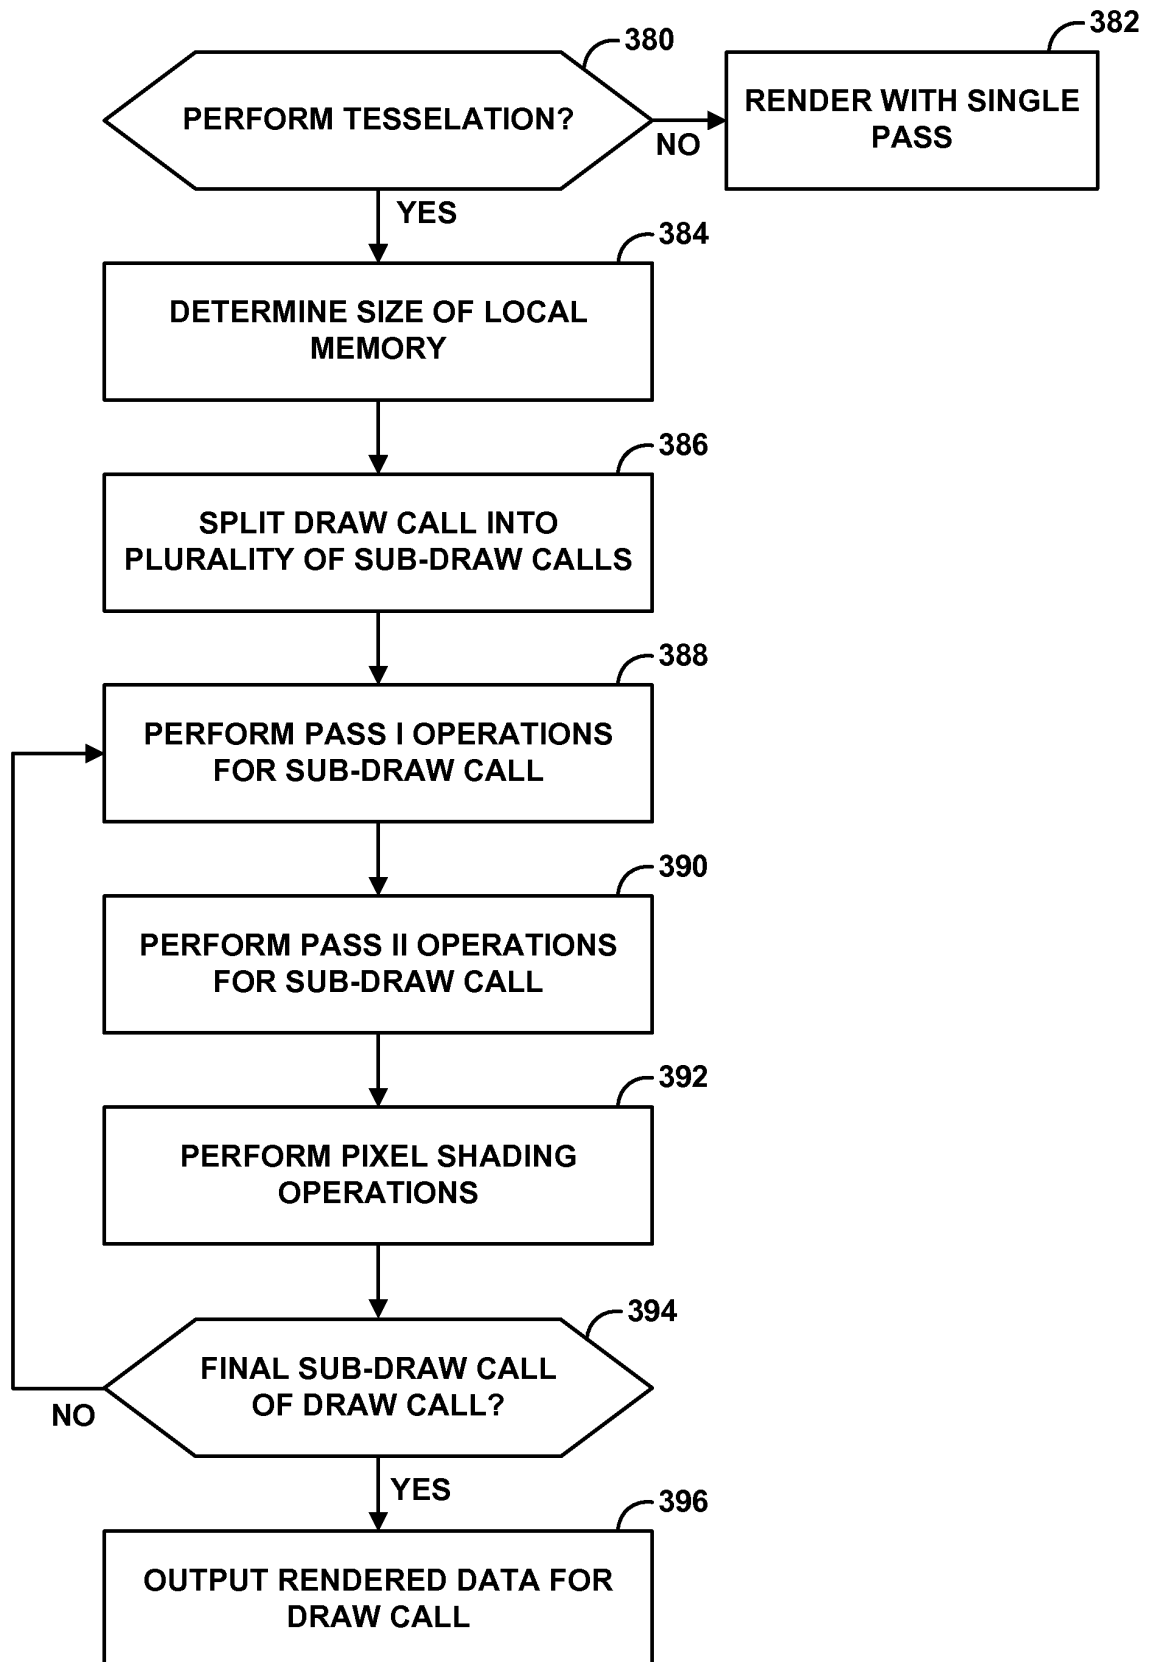 380
PERFORM TESSELATION?
382
RENDER WITH SINGLE
PASS
NO
YES
384
DETERMINE SIZE OF LOCAL
MEMORY
386
SPLIT DRAW CALL INTO
PLURALITY OF SUB-DRAW CALLS
388
PERFORM PASS I OPERATIONS
FOR SUB-DRAW CALL
390
PERFORM PASS II OPERATIONS
FOR SUB-DRAW CALL
392
PERFORM PIXEL SHADING
OPERATIONS
394
FINAL SUB-DRAW CALL
OF DRAW CALL?
NO
YES
396
OUTPUT RENDERED DATA FOR
DRAW CALL